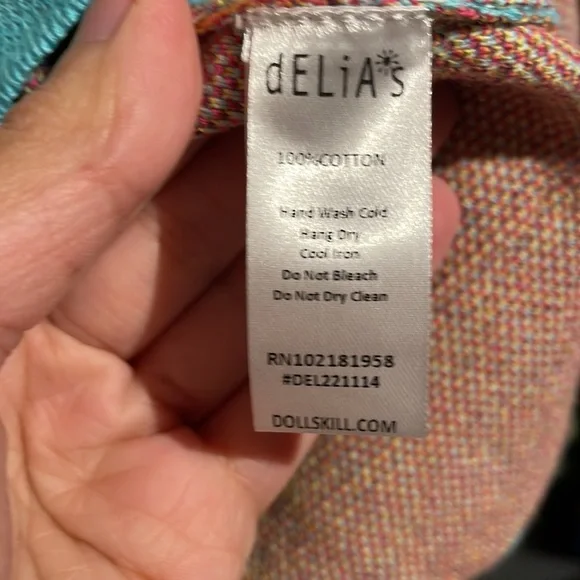 dELiA*s
100%COTTON
Hand Wash Cold
Hang Dry
Cool Iron
Do Not Bleach
Do Not Dry Clean
RN102181958
#DEL221114
DOLLSKILL.COM